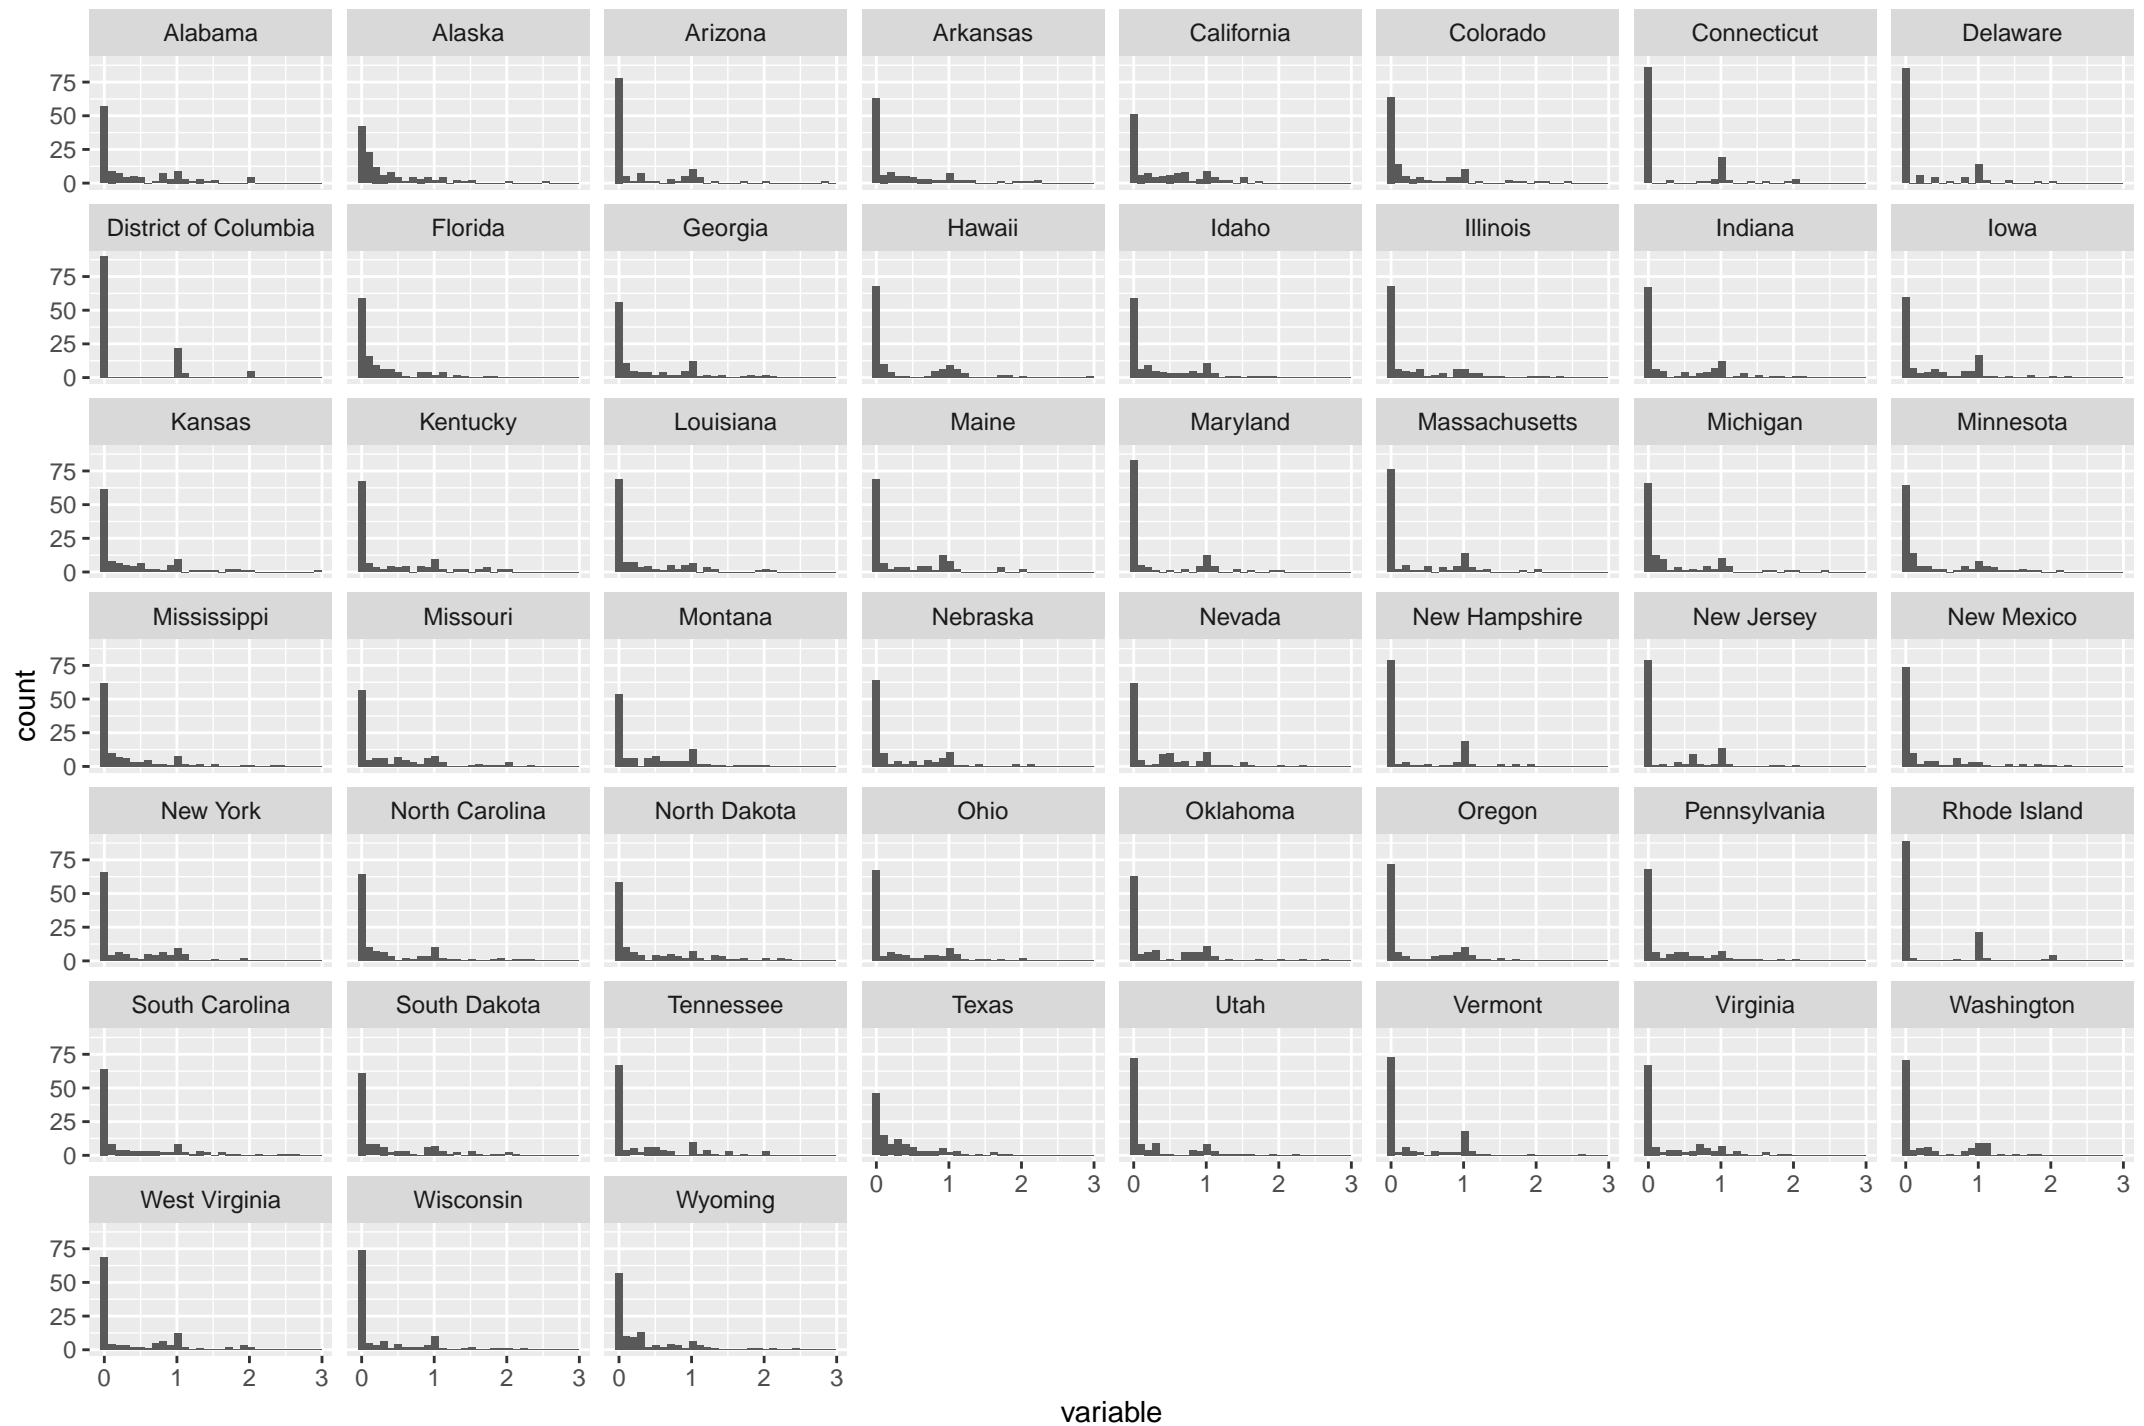 Alabama Alaska Arizona Arkansas California Colorado Connecticut Delaware
75
50
25
0
District of Columbia Florida Georgia Hawaii Idaho Illinois Indiana Iowa
75
50
25
0
Kansas Kentucky Louisiana Maine Maryland Massachusetts Michigan Minnesota
75
50
25
0
Mississippi Missouri Montana Nebraska Nevada New Hampshire New Jersey New Mexico
75
50
25
0
count
New York North Carolina North Dakota Ohio Oklahoma Oregon Pennsylvania Rhode Island
75
50
25
0
South Carolina South Dakota Tennessee Texas Utah Vermont Virginia Washington
75
50
25
0
0 1 2 3 0 1 2 3 0 1 2 3 0 1 2 3 0 1 2 3
West Virginia Wisconsin Wyoming
75
50
25
0
0 1 2 3 0 1 2 3 0 1 2 3
variable